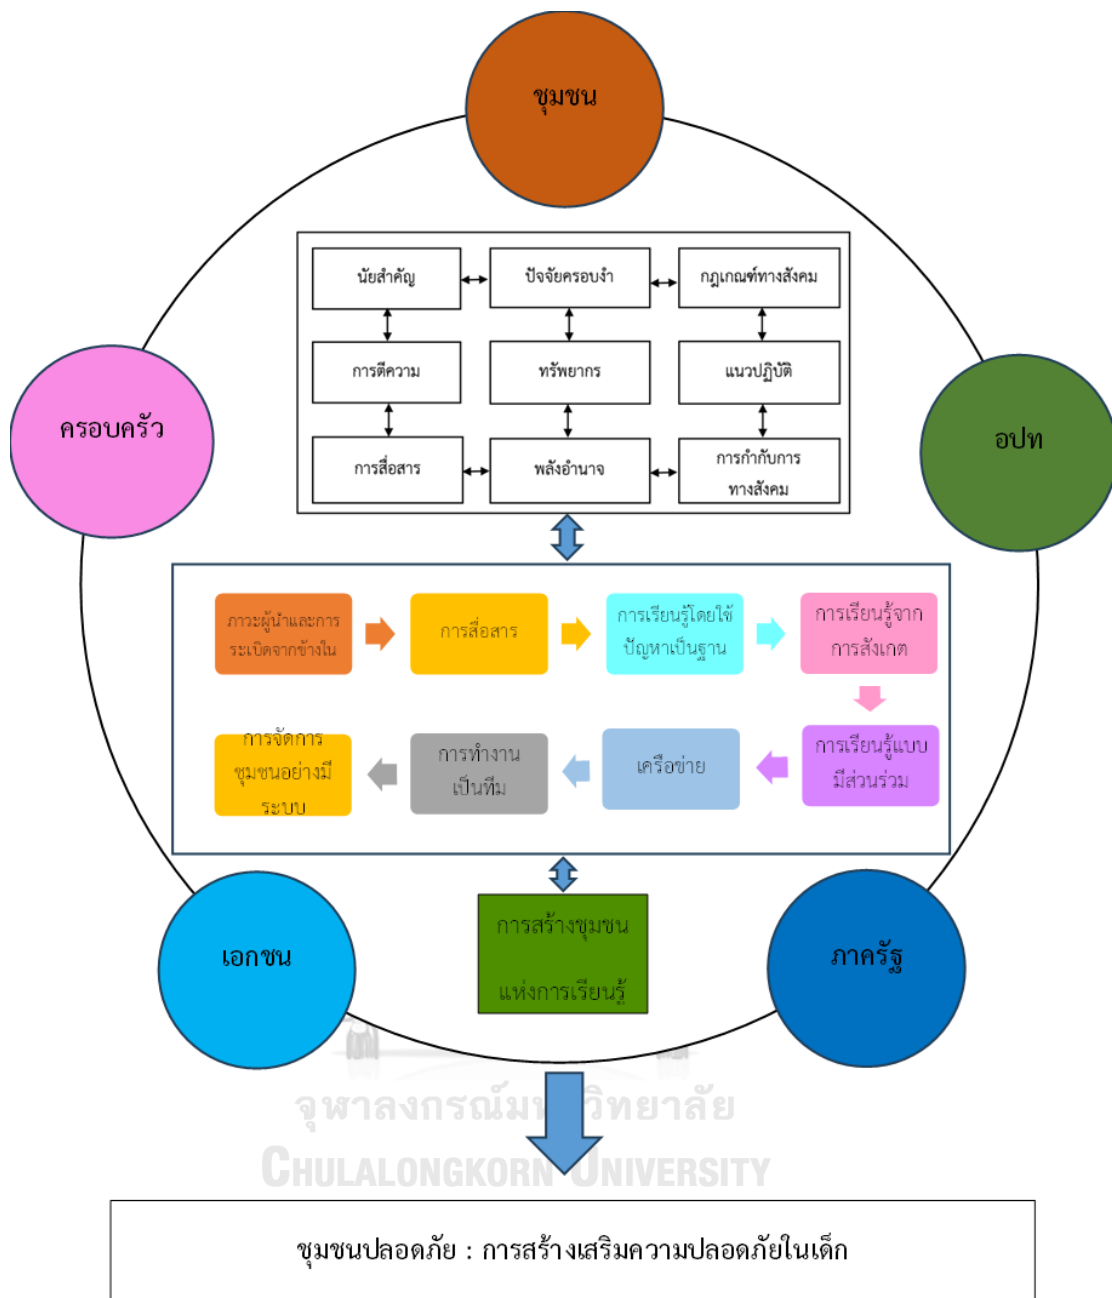 ชุมชน
นัยสำคัญ
ปัจจัยครอบงำ
กฎเกณฑ์ทางสังคม
การตีความ
ทรัพยากร
แนวปฏิบัติ
การสื่อสาร
พลังอำนาจ
การกำกับการ
ทางสังคม
ครอบครัว
อปท
ภาวะผู้นำและการ
ระเบิดจากข้างใน
การสื่อสาร
การเรียนรู้โดยใช้
ปัญหาเป็นฐาน
การเรียนรู้จาก
การสังเกต
การจัดการ
ชุมชนอย่างมี
ระบบ
การทำงาน
เป็นทีม
เครือข่าย
การเรียนรู้แบบ
มีส่วนร่วม
เอกชน
การสร้างชุมชน
แห่งการเรียนรู้
ภาครัฐ
จุฬาลงกรณ์มหาวิทยาลัย
CHULALONGKORN UNIVERSITY
ชุมชนปลอดภัย : การสร้างเสริมความปลอดภัยในเด็ก